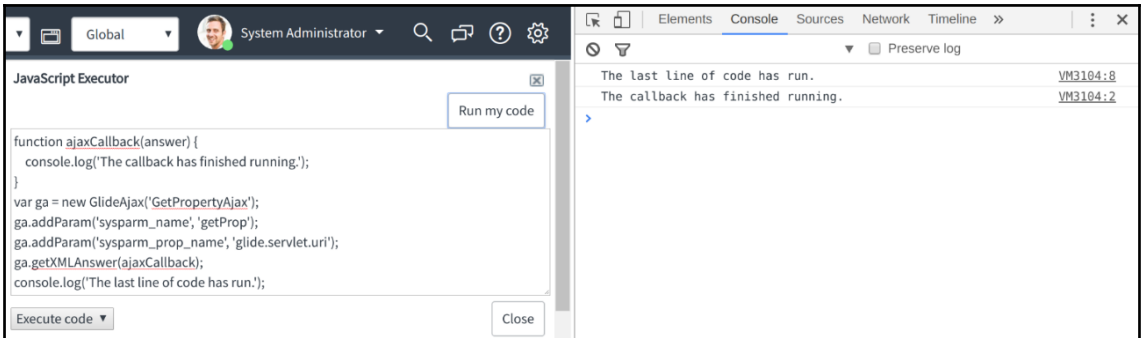 Global
System Administrator
JavaScript Executor
Run my code
function ajaxCallback(answer) {
console.log('The callback has finished running.');
}
var ga = new GlideAjax('GetPropertyAjax');
ga.addParam('sysparm_name', 'getProp');
ga.addParam('sysparm_prop_name', 'glide.servlet.uri');
ga.getXMLAnswer(ajaxCallback);
console.log('The last line of code has run.');
Execute code
Close
Elements Console Sources Network Timeline »
Preserve log
The last line of code has run. VM3104:8
The callback has finished running. VM3104:2
>